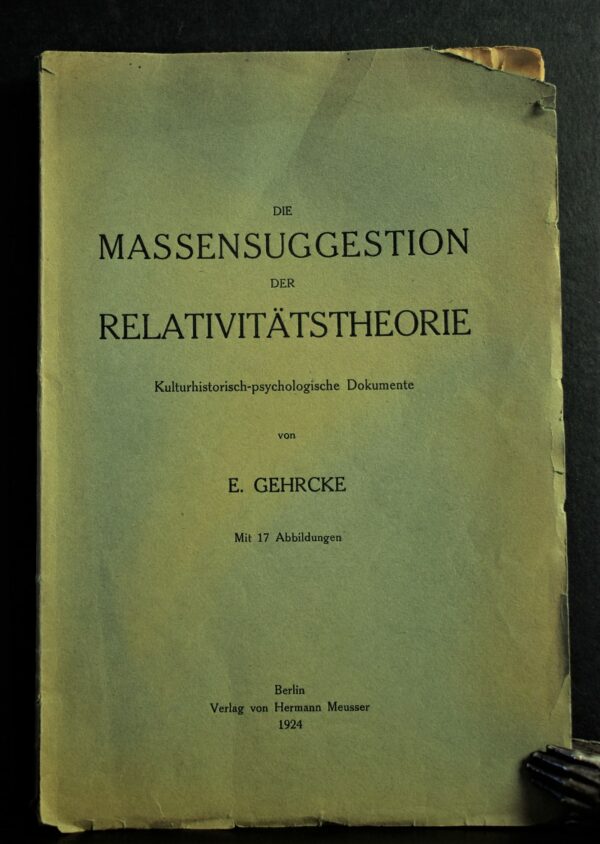 DIE
MASSENSUGGESTION
DER
RELATIVITÄTSTHEORIE
Kulturhistorisch-psychologische Dokumente
von
E. GEHRCKE
Mit 17 Abbildungen
Berlin
Verlag von Hermann Meusser
1924